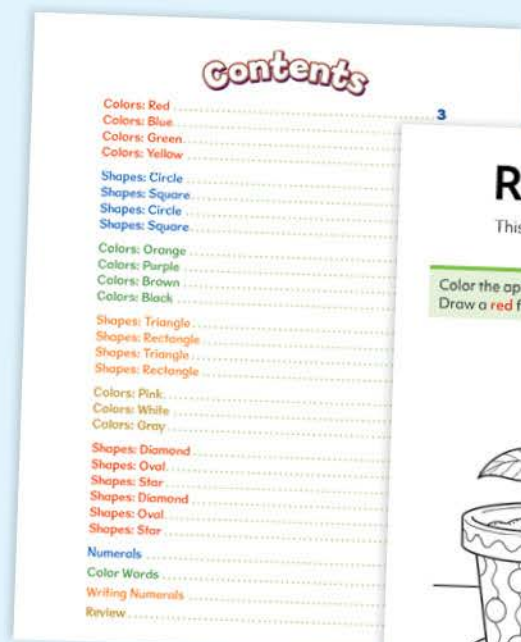 Contents
Colors: Red 3
Colors: Blue
Colors: Green
Colors: Yellow
Shapes: Circle
Shapes: Square
Shapes: Circle
Shapes: Square
Colors: Orange
Colors: Purple
Colors: Brown
Colors: Black
Shapes: Triangle
Shapes: Rectangle
Shapes: Triangle
Shapes: Rectangle
Colors: Pink
Colors: White
Colors: Gray
Shapes: Diamond
Shapes: Oval
Shapes: Star
Shapes: Diamond
Shapes: Oval
Shapes: Star
Numerals
Color Words
Writing Numerals
Review
R
This
Color the ap
Draw a red f